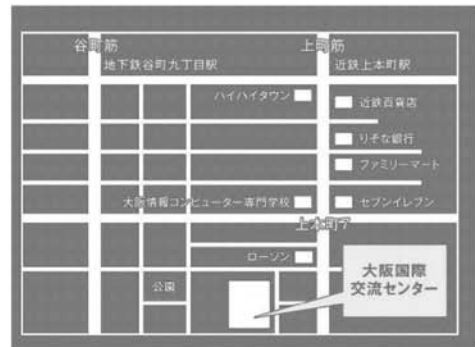 谷町筋
上町筋
地下鉄谷町九丁目駅
近鉄上本町駅
ハイハイタウン
近鉄百貨店
りそな銀行
ファミリーマート
大阪情報コンピューター専門学校
セブンイレブン
上本町7
ローソン
大阪国際
交流センター
公園